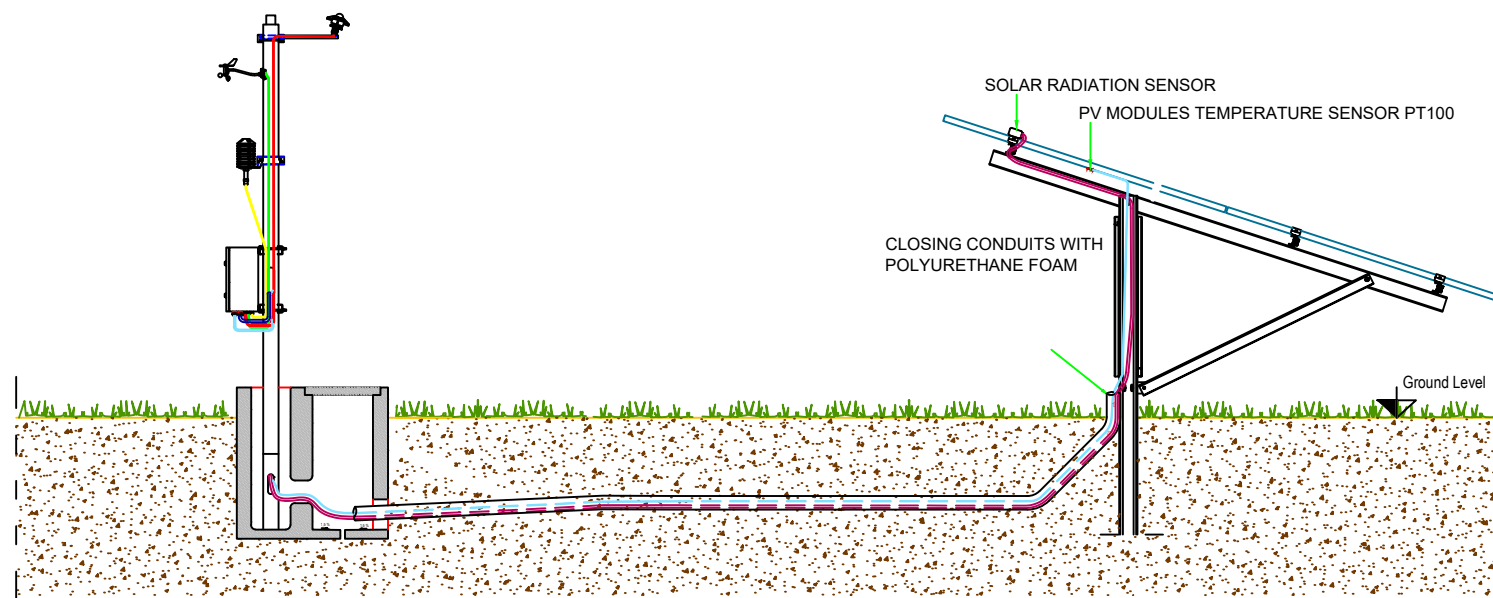 SOLAR RADIATION SENSOR
PV MODULES TEMPERATURE SENSOR PT100
CLOSING CONDUITS WITH
POLYURETHANE FOAM
Ground Level